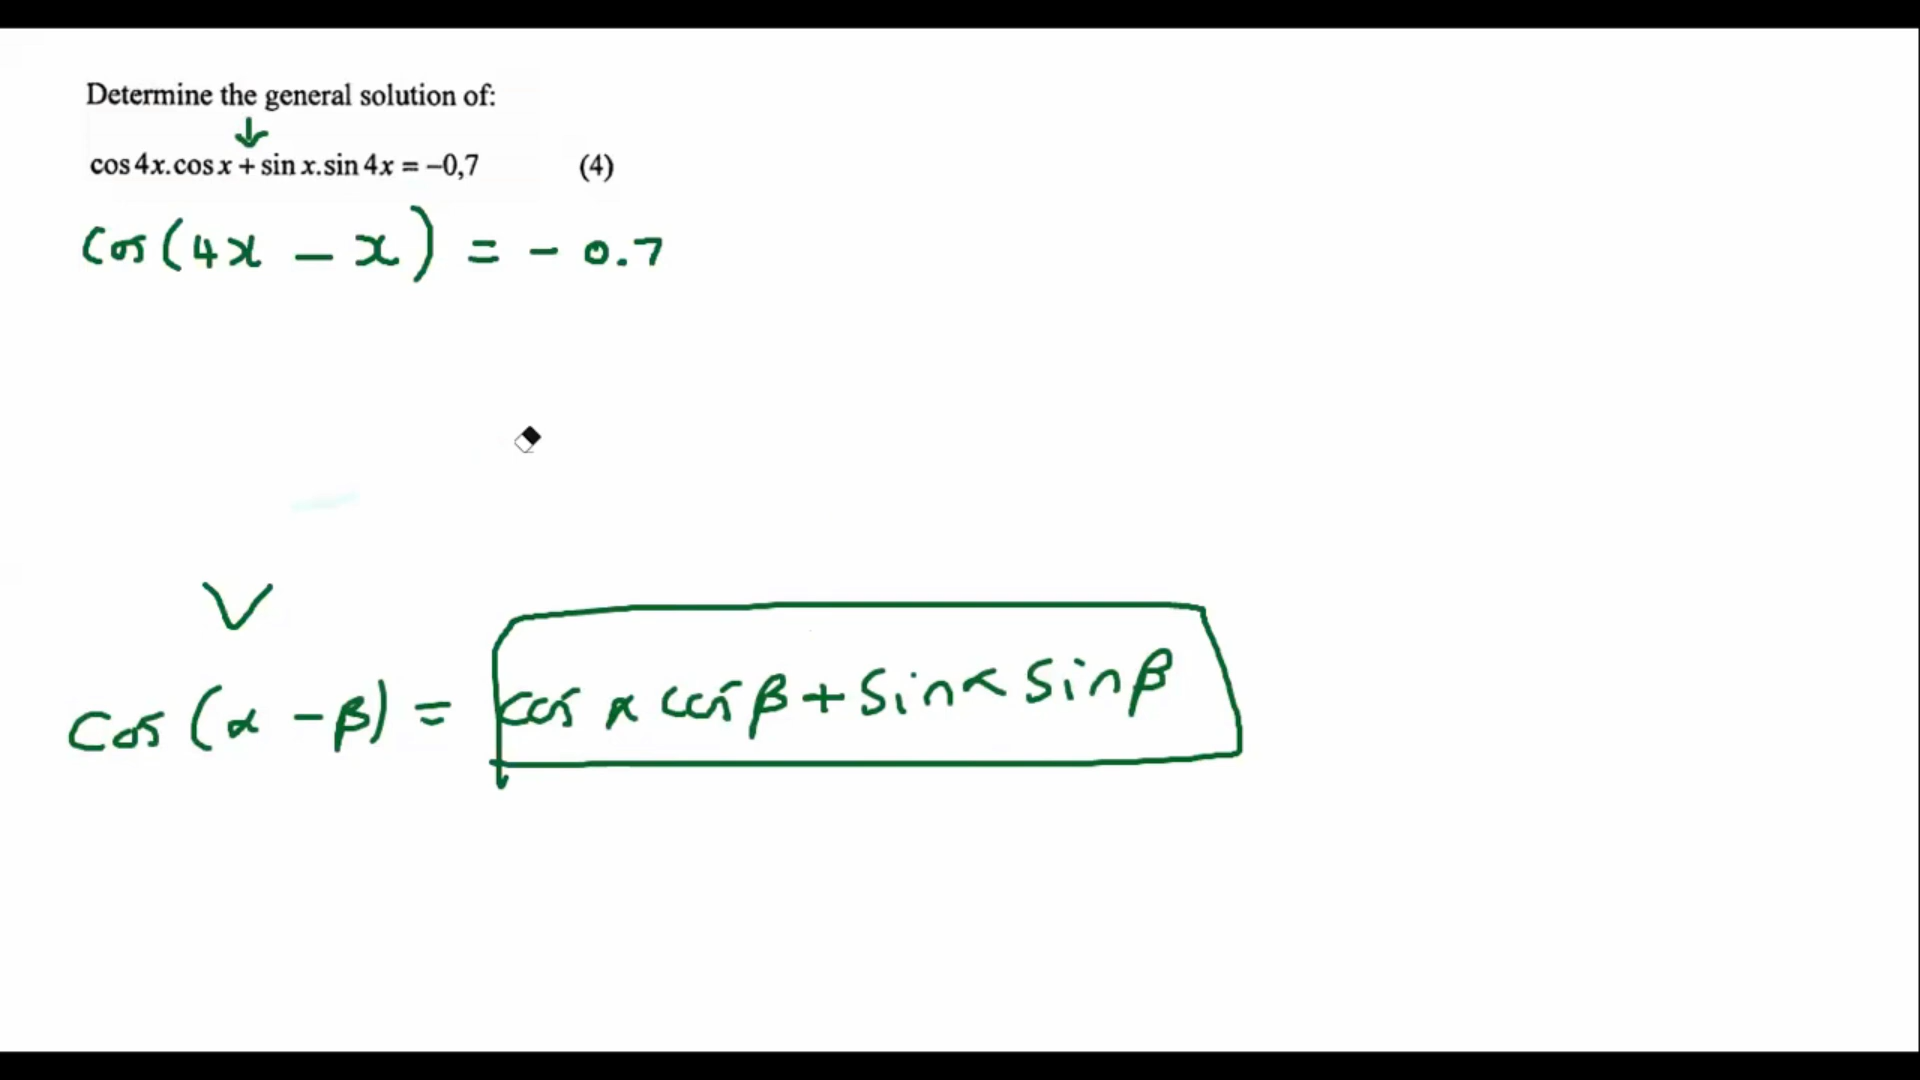 Determine the general solution of:
cos 4x.cos x + sin x.sin 4x = –0,7 (4)
cos(4x – x) = – 0.7
cos(α – β) = cos α cos β + sin α sin β